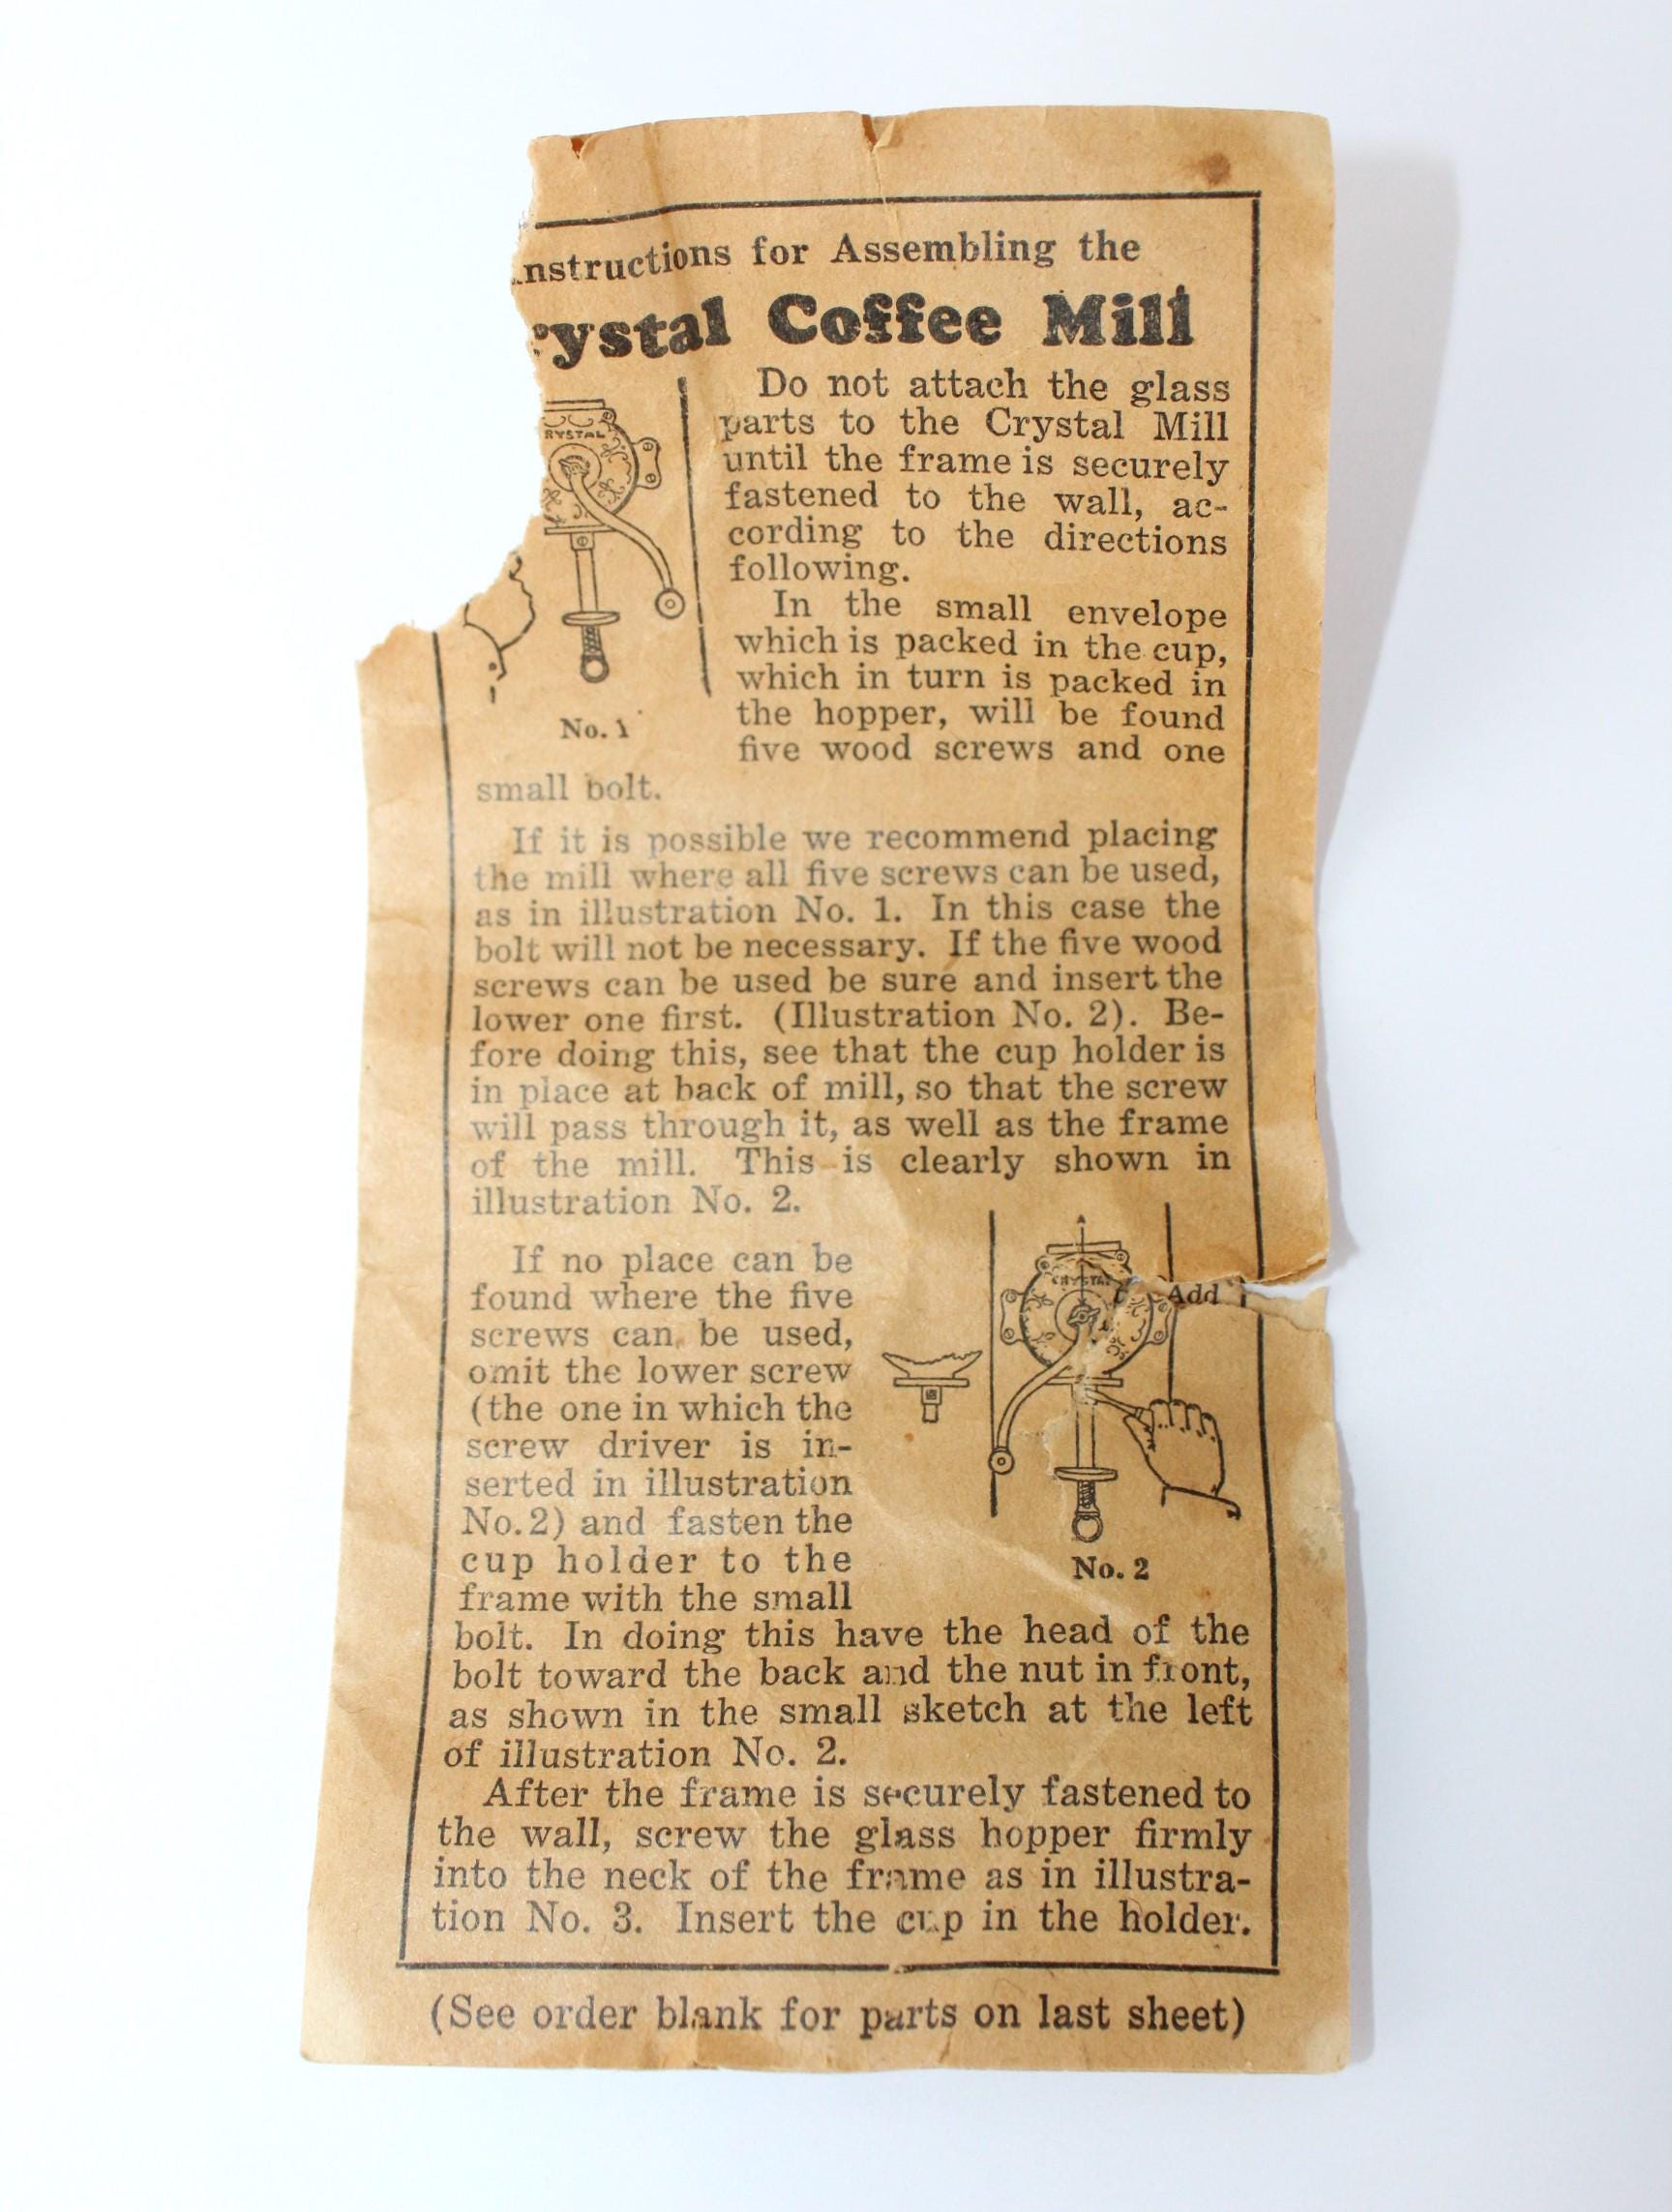 nstructions for Assembling the
rystal Coffee Mill
RYSTAL
No. 1
Do not attach the glass
parts to the Crystal Mill
until the frame is securely
fastened to the wall, ac-
cording to the directions
following.
In the small envelope
which is packed in the cup,
which in turn is packed in
the hopper, will be found
five wood screws and one
small bolt.
If it is possible we recommend placing
the mill where all five screws can be used,
as in illustration No. 1. In this case the
bolt will not be necessary. If the five wood
screws can be used be sure and insert the
lower one first. (Illustration No. 2). Be-
fore doing this, see that the cup holder is
in place at back of mill, so that the screw
will pass through it, as well as the frame
of the mill. This is clearly shown in
illustration No. 2.
If no place can be
found where the five
screws can be used,
omit the lower screw
(the one in which the
screw driver is in-
serted in illustration
No. 2) and fasten the
cup holder to the
frame with the small
bolt. In doing this have the head of the
bolt toward the back and the nut in front,
as shown in the small sketch at the left
of illustration No. 2.
CRYSTAL
Add
No. 2
After the frame is securely fastened to
the wall, screw the glass hopper firmly
into the neck of the frame as in illustra-
tion No. 3. Insert the cup in the holder.
(See order blank for parts on last sheet)